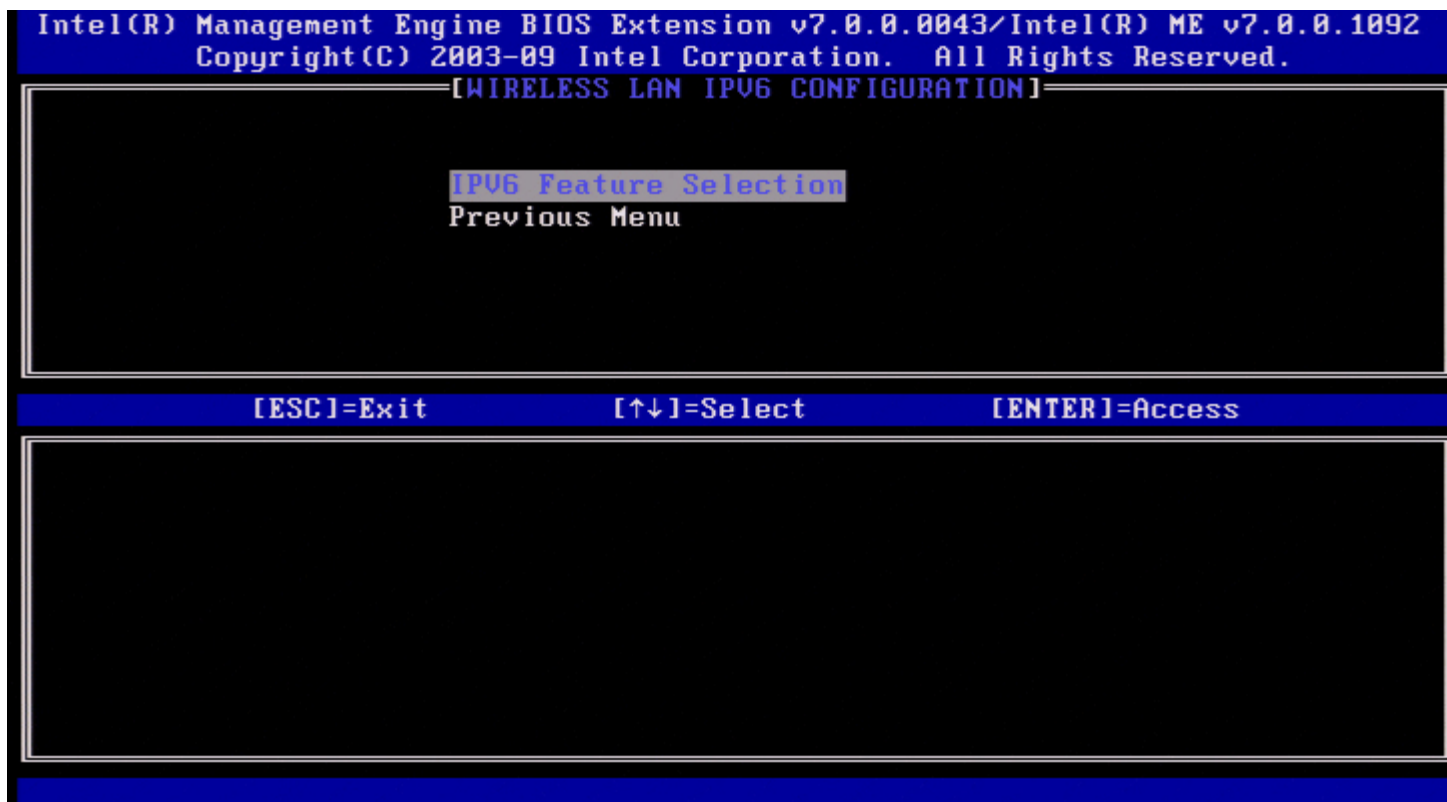 Intel(R) Management Engine BIOS Extension v7.0.0.0043/Intel(R) ME v7.0.0.1092
Copyright(C) 2003-09 Intel Corporation.  All Rights Reserved.
[WIRELESS LAN IPV6 CONFIGURATION]
IPV6 Feature Selection
Previous Menu
[ESC]=Exit [↑↓]=Select [ENTER]=Access